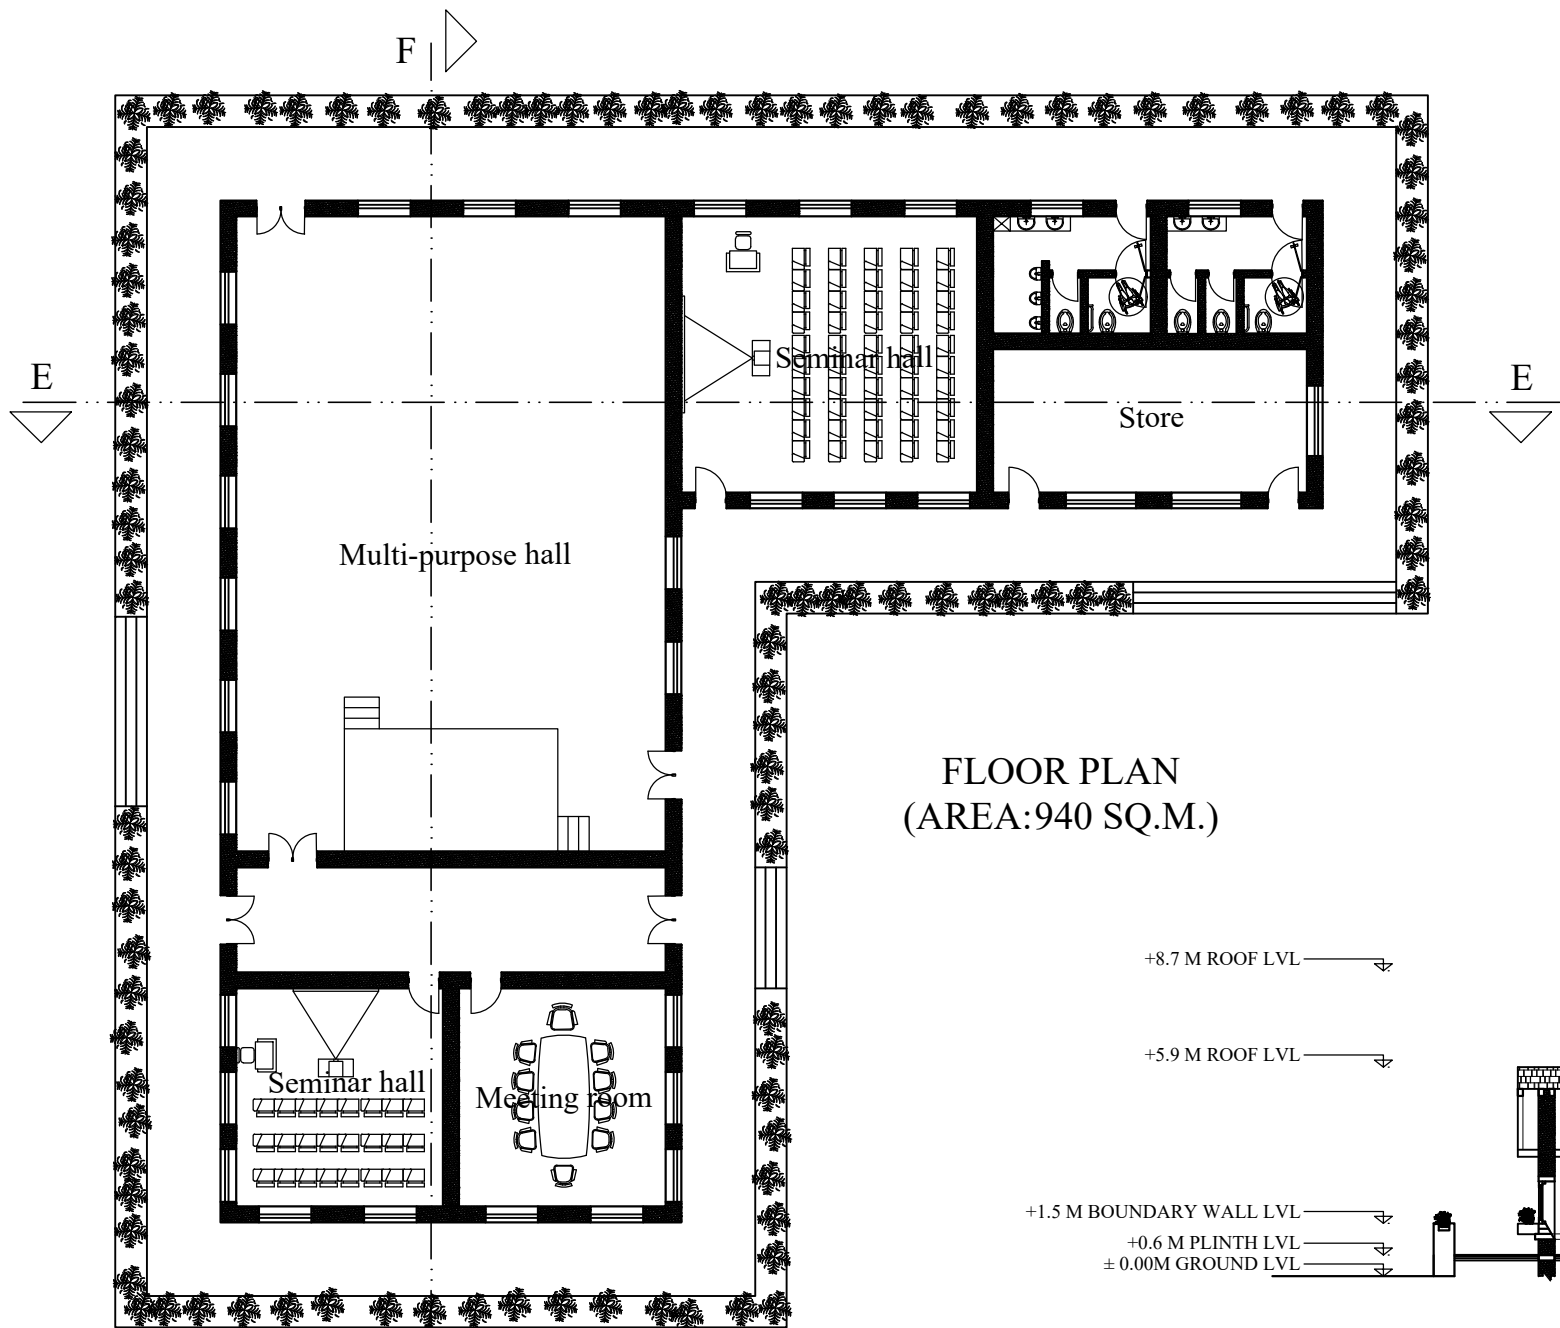 F
E
E
Seminar hall
Store
Multi-purpose hall
FLOOR PLAN
(AREA:940 SQ.M.)
+8.7 M ROOF LVL
+5.9 M ROOF LVL
Seminar hall
Meeting room
+1.5 M BOUNDARY WALL LVL
+0.6 M PLINTH LVL
± 0.00M GROUND LVL